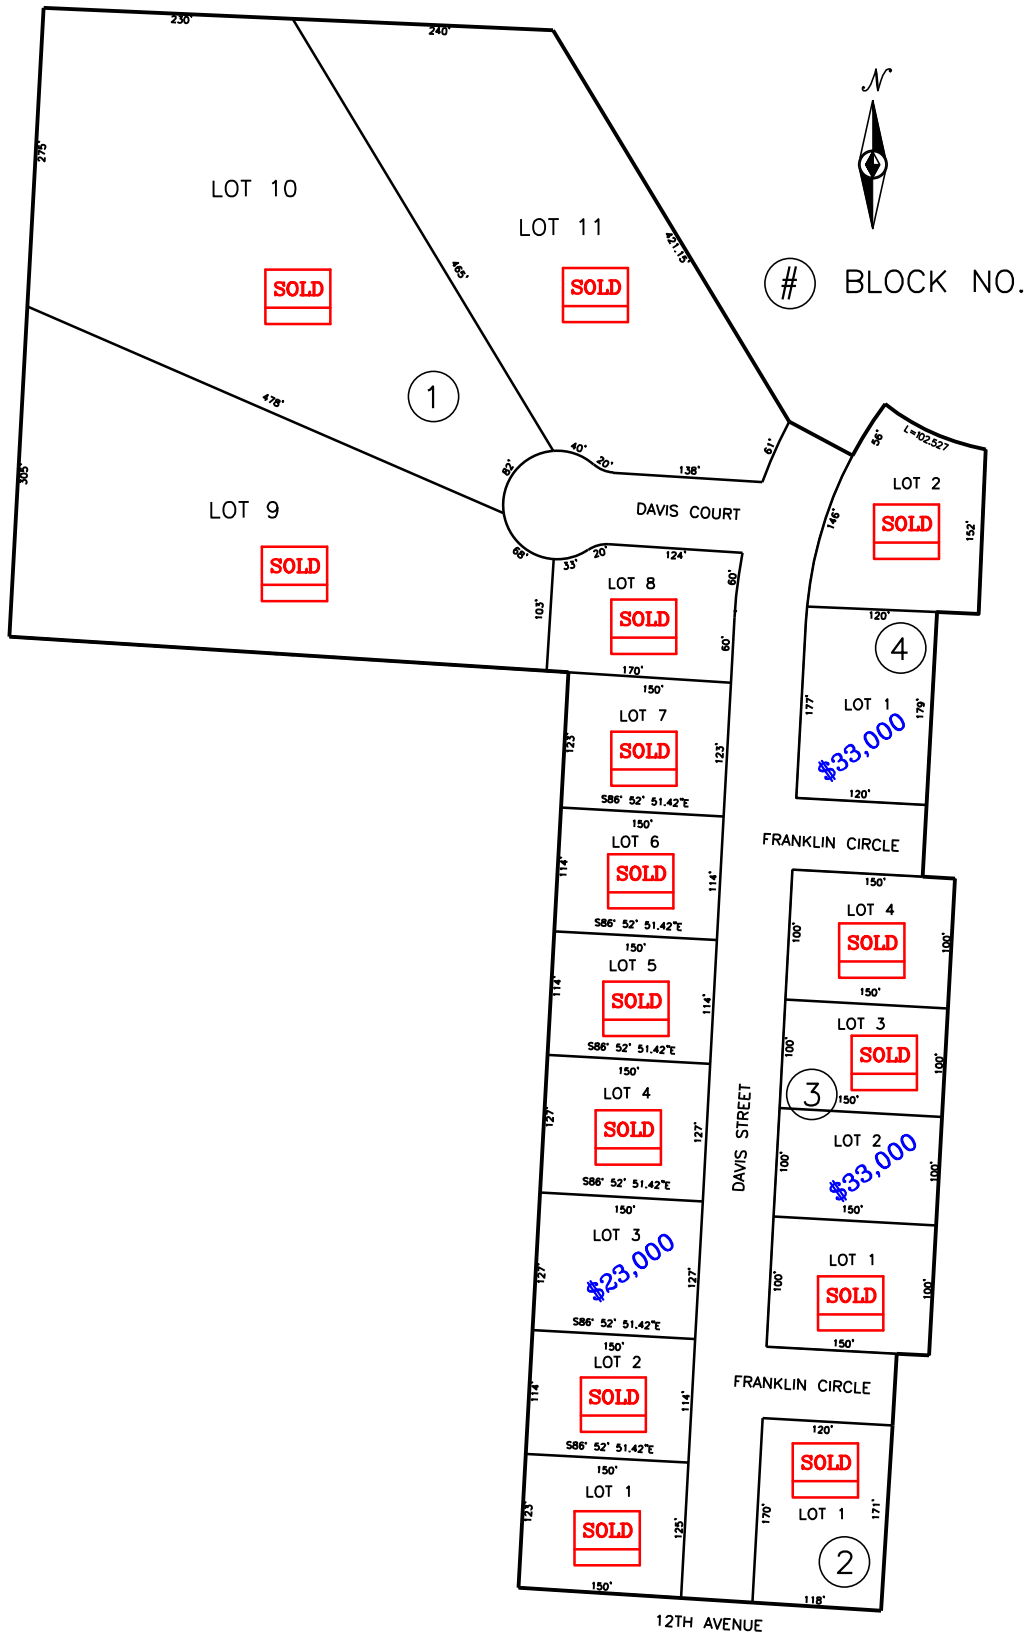 230'
240'
N
275'
LOT 10
LOT 11
421.15'
465'
SOLD
SOLD
# BLOCK NO.
1
478'
56'
L=102.527
40'
20'
82'
138'
61'
305'
LOT 9
LOT 2
DAVIS COURT
SOLD
146'
152'
SOLD
68'
33'
20'
124'
60'
103'
LOT 8
SOLD
60'
120'
4
170'
150'
LOT 7
177'
LOT 1
179'
$33,000
123'
SOLD
123'
S86° 52' 51.42"E
120'
150'
LOT 6
FRANKLIN CIRCLE
114'
SOLD
114'
150'
S86° 52' 51.42"E
LOT 4
100'
SOLD
100'
150'
LOT 5
114'
SOLD
114'
150'
LOT 3
S86° 52' 51.42"E
100'
SOLD
100'
150'
LOT 4
3
150'
127'
SOLD
127'
DAVIS STREET
LOT 2
$33,000
100'
100'
S86° 52' 51.42"E
150'
150'
LOT 3
$23,000
127'
127'
LOT 1
100'
SOLD
100'
S86° 52' 51.42"E
150'
150'
LOT 2
FRANKLIN CIRCLE
114'
SOLD
114'
120'
S86° 52' 51.42"E
SOLD
150'
LOT 1
170'
LOT 1
171'
123'
SOLD
125'
2
150'
118'
12TH AVENUE